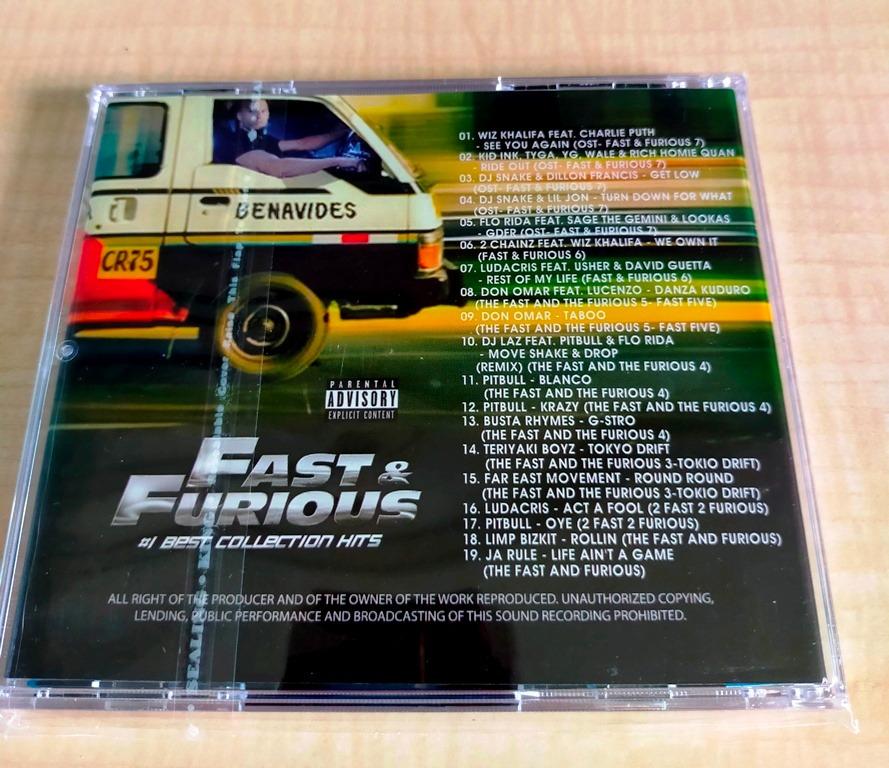 BENAVIDES
CR75
PARENTAL
ADVISORY
EXPLICIT CONTENT
FAST &
FURIOUS
#1 BEST COLLECTION HITS
01. WIZ KHALIFA FEAT. CHARLIE PUTH
- SEE YOU AGAIN (OST- FAST & FURIOUS 7)
02. KID INK, TYGA, YG, WALE & RICH HOMIE QUAN
- RIDE OUT (OST- FAST & FURIOUS 7)
03. DJ SNAKE & DILLON FRANCIS - GET LOW
(OST- FAST & FURIOUS 7)
04. DJ SNAKE & LIL JON - TURN DOWN FOR WHAT
(OST- FAST & FURIOUS 7)
05. FLO RIDA FEAT. SAGE THE GEMINI & LOOKAS
- GDFR (OST- FAST & FURIOUS 7)
06. 2 CHAINZ FEAT. WIZ KHALIFA - WE OWN IT
(FAST & FURIOUS 6)
07. LUDACRIS FEAT. USHER & DAVID GUETTA
- REST OF MY LIFE (FAST & FURIOUS 6)
08. DON OMAR FEAT. LUCENZO - DANZA KUDURO
(THE FAST AND THE FURIOUS 5- FAST FIVE)
09. DON OMAR - TABOO
(THE FAST AND THE FURIOUS 5- FAST FIVE)
10. DJ LAZ FEAT. PITBULL & FLO RIDA
- MOVE SHAKE & DROP
(REMIX) (THE FAST AND THE FURIOUS 4)
11. PITBULL - BLANCO
(THE FAST AND THE FURIOUS 4)
12. PITBULL - KRAZY (THE FAST AND THE FURIOUS 4)
13. BUSTA RHYMES - G-STRO
(THE FAST AND THE FURIOUS 4)
14. TERIYAKI BOYZ - TOKYO DRIFT
(THE FAST AND THE FURIOUS 3-TOKIO DRIFT)
15. FAR EAST MOVEMENT - ROUND ROUND
(THE FAST AND THE FURIOUS 3-TOKIO DRIFT)
16. LUDACRIS - ACT A FOOL (2 FAST 2 FURIOUS)
17. PITBULL - OYE (2 FAST 2 FURIOUS)
18. LIMP BIZKIT - ROLLIN (THE FAST AND THE FURIOUS)
19. JA RULE - LIFE AIN'T A GAME
(THE FAST AND THE FURIOUS)
ALL RIGHT OF THE PRODUCER AND OF THE OWNER OF THE WORK REPRODUCED. UNAUTHORIZED COPYING,
LENDING, PUBLIC PERFORMANCE AND BROADCASTING OF THIS SOUND RECORDING PROHIBITED.
This Flap